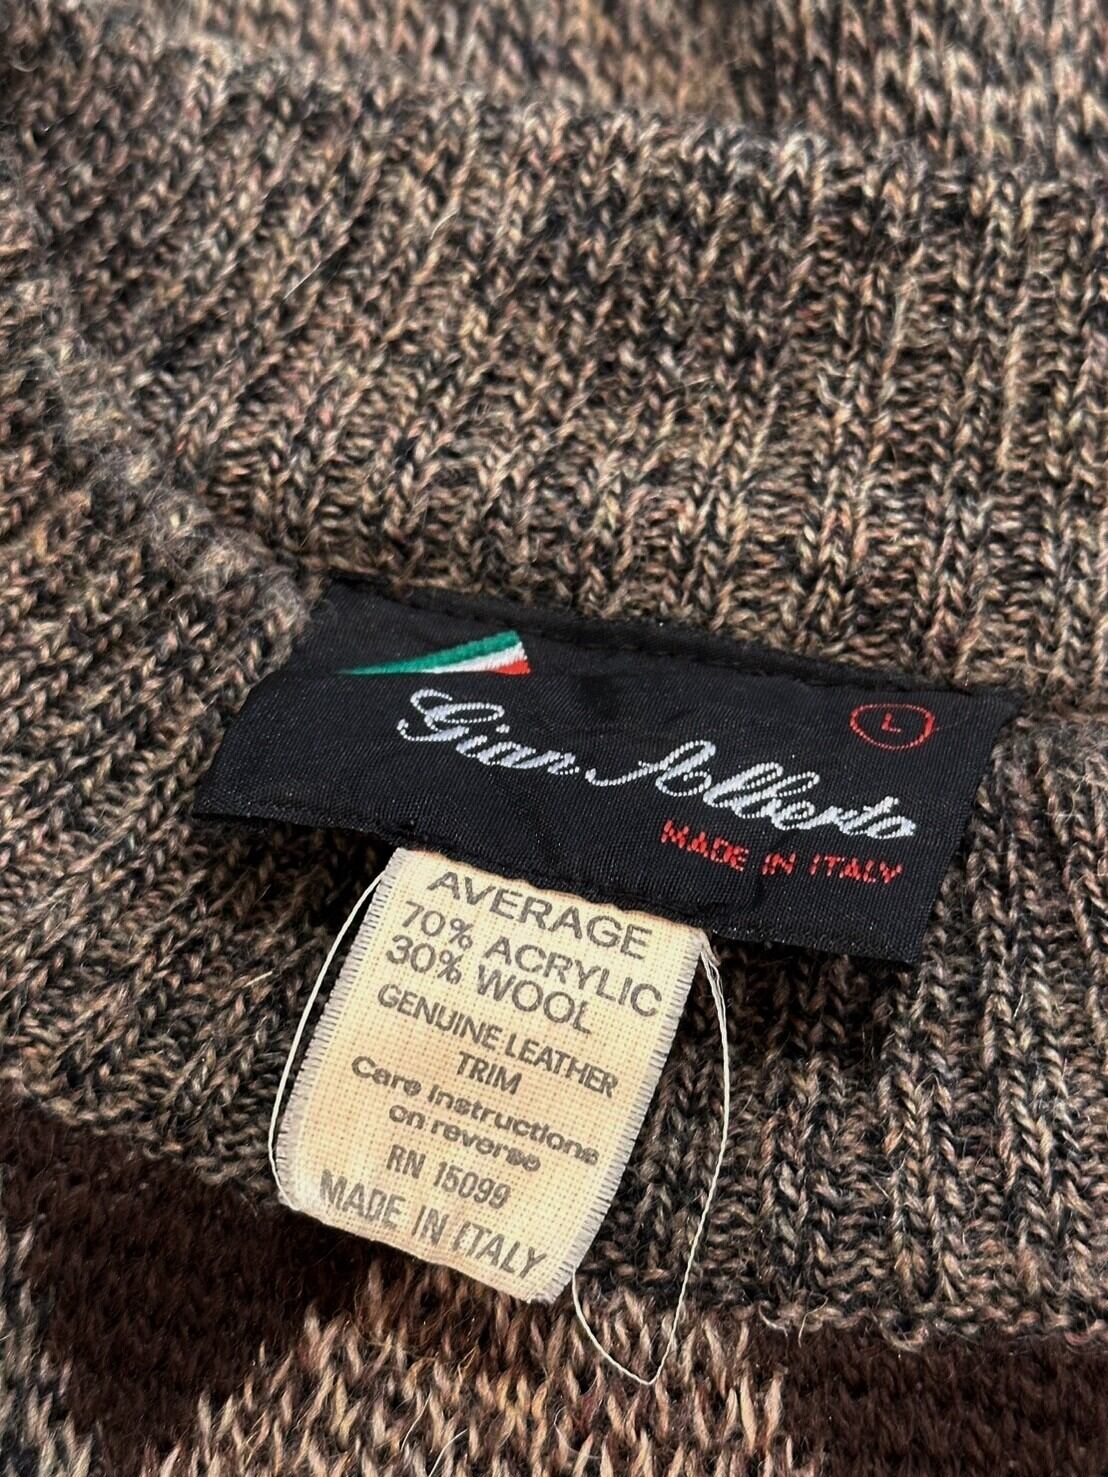 L
Gian Alberto
MADE IN ITALY
AVERAGE
70% ACRYLIC
30% WOOL
GENUINE LEATHER
TRIM
Care Instructions
on reverse
RN 15099
MADE IN ITALY